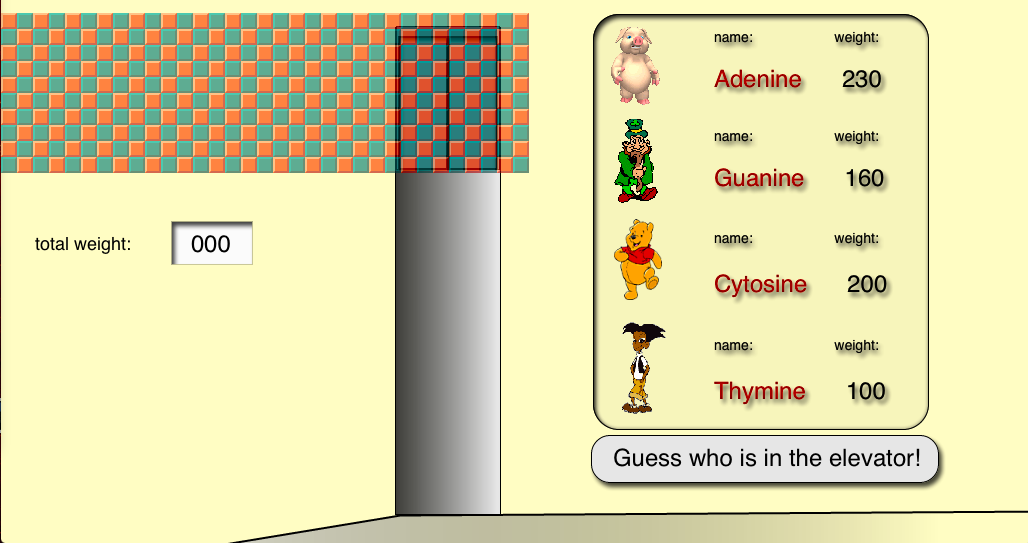 name: weight:
Adenine 230
name: weight:
Guanine 160
total weight: 000
name: weight:
Cytosine 200
name: weight:
Thymine 100
Guess who is in the elevator!